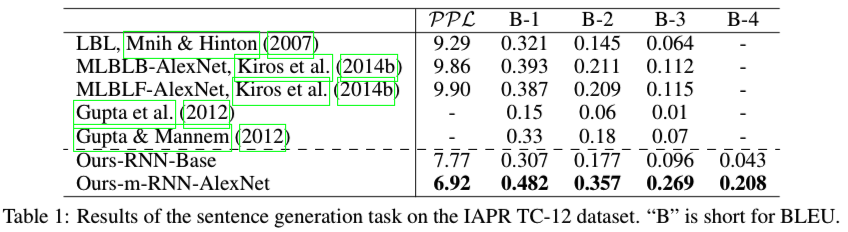 PPL B-1 B-2 B-3 B-4
LBL, Mnih & Hinton (2007) 9.29 0.321 0.145 0.064 -
MLBLB-AlexNet, Kiros et al. (2014b) 9.86 0.393 0.211 0.112 -
MLBLF-AlexNet, Kiros et al. (2014b) 9.90 0.387 0.209 0.115 -
Gupta et al. (2012) - 0.15 0.06 0.01 -
Gupta & Mannem (2012) - 0.33 0.18 0.07 -
Ours-RNN-Base 7.77 0.307 0.177 0.096 0.043
Ours-m-RNN-AlexNet 6.92 0.482 0.357 0.269 0.208
Table 1: Results of the sentence generation task on the IAPR TC-12 dataset. “B” is short for BLEU.